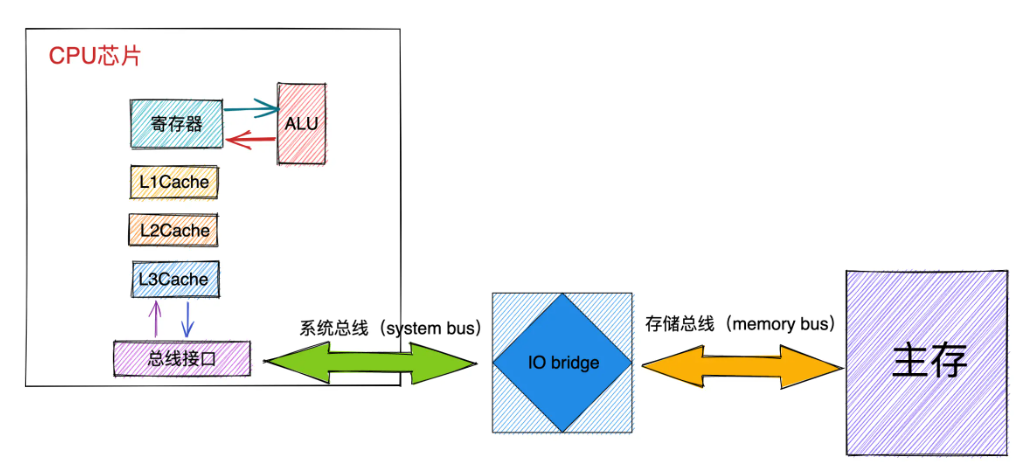 CPU芯片
寄存器
ALU
L1Cache
L2Cache
L3Cache
总线接口
系统总线（system bus）
IO bridge
存储总线（memory bus）
主存